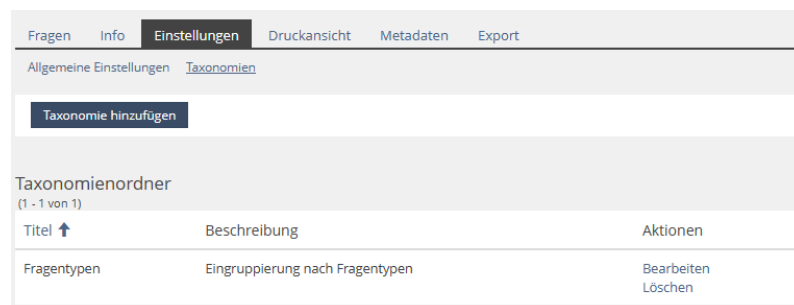 Fragen Info Einstellungen Druckansicht Metadaten Export
Allgemeine Einstellungen Taxonomien
Taxonomie hinzufügen
Taxonomienordner
(1 - 1 von 1)
Titel Beschreibung Aktionen
Fragentypen Eingruppierung nach Fragentypen Bearbeiten
Löschen